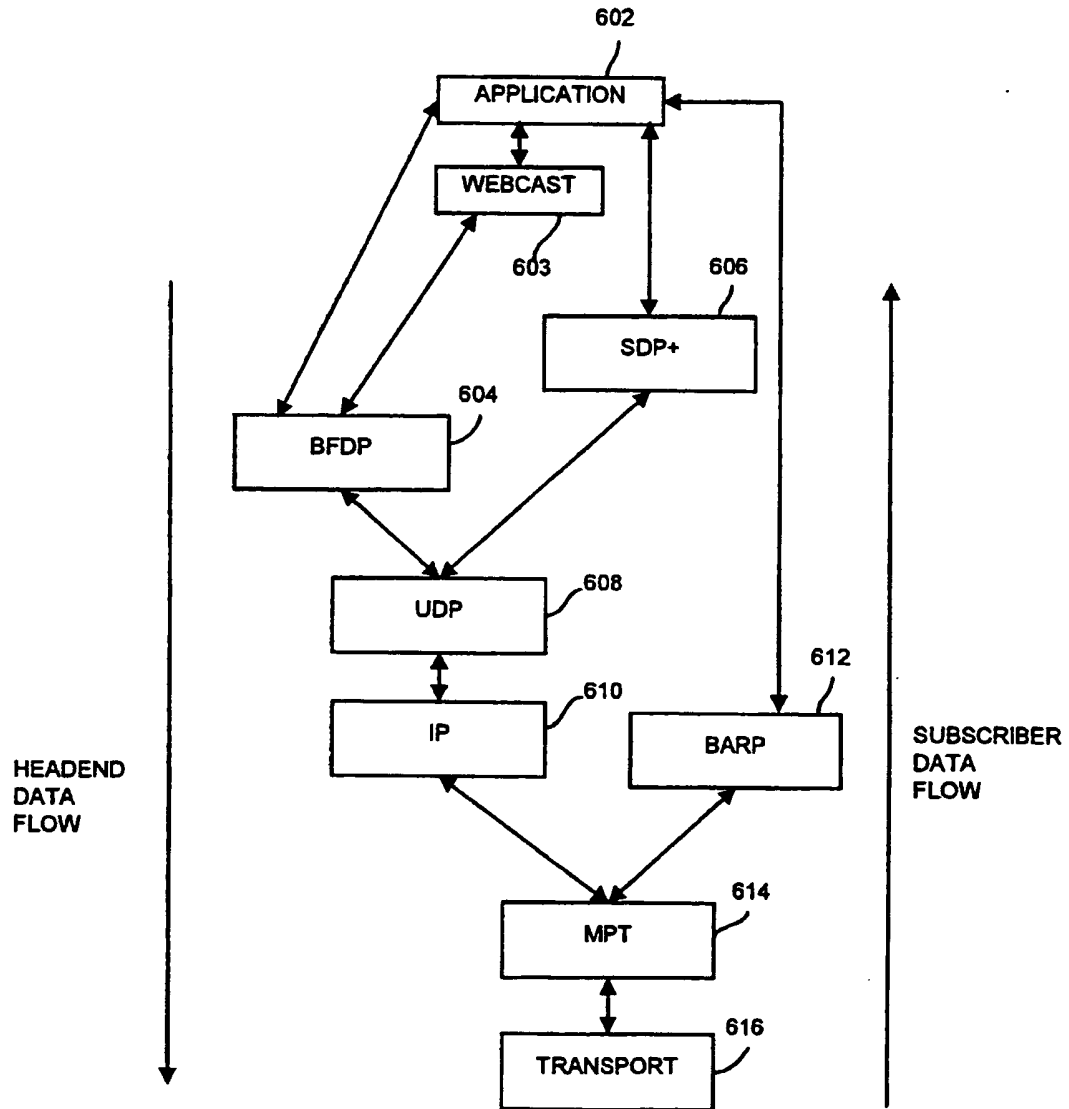 602
APPLICATION
WEBCAST
603
606
SDP+
604
BFDP
608
UDP
610
IP
612
BARP
HEADEND
DATA
FLOW
SUBSCRIBER
DATA
FLOW
614
MPT
616
TRANSPORT